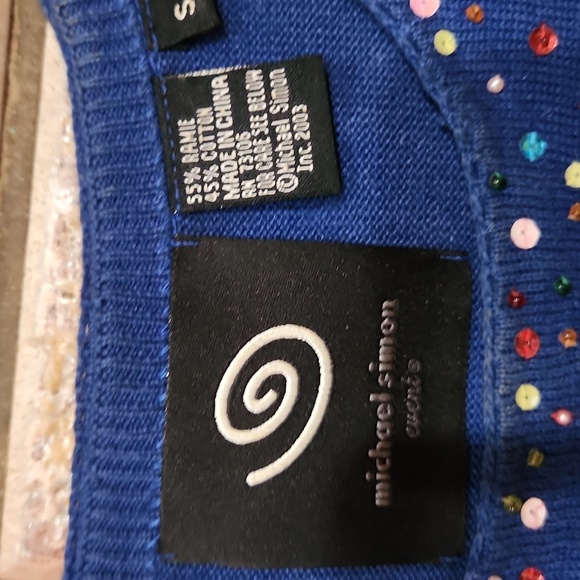 S
55% RAMIE
45% COTTON
MADE IN CHINA
RN 73106
FOR CARE SEE BELOW
©Michael Simon
Inc. 2003
michael simon
events